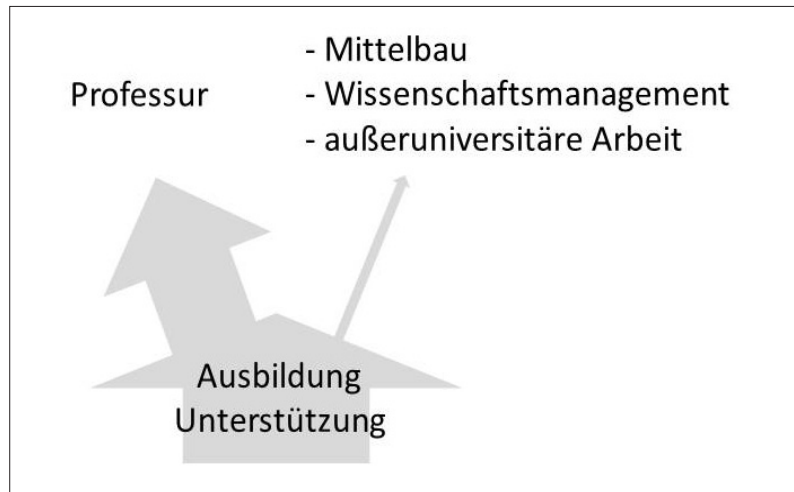 Professur
- Mittelbau
- Wissenschaftsmanagement
- außeruniversitäre Arbeit
Ausbildung
Unterstützung